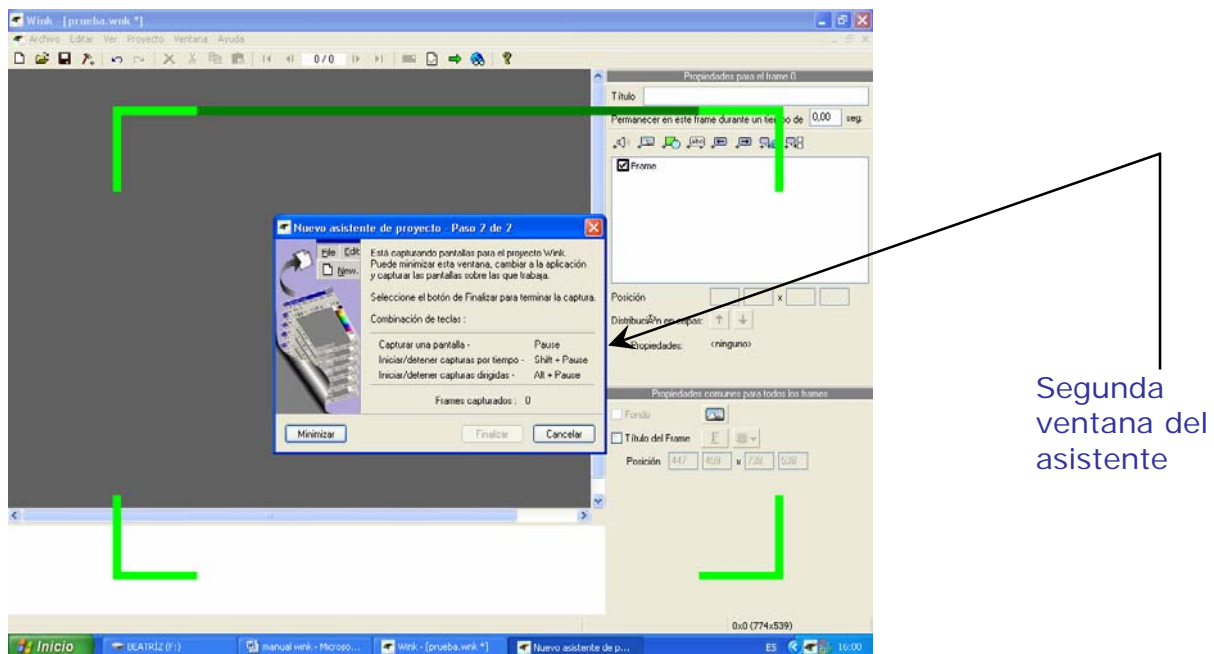 Wink - [prueba.wnk *]
Archivo Editar Ver Proyecto Ventana Ayuda
0/0
Propiedades para el frame 0
Título
Permanecer en este frame durante un tiempo de 0,00 seg.
Frame
Nuevo asistente de proyecto - Paso 2 de 2
File Edit
New.
Está capturando pantallas para el proyecto Wink.
Puede minimizar esta ventana, cambiar a la aplicación
y capturar las pantallas sobre las que trabaja.
Seleccione el botón de Finalizar para terminar la captura.
Combinación de teclas :
Capturar una pantalla - Pause
Iniciar/detener capturas por tiempo - Shift + Pause
Iniciar/detener capturas dirigidas - Alt + Pause
Frames capturados : 0
Minimizar Finalizar Cancelar
Posición x
en capas:
Propiedades: <ninguno>
Propiedades comunes para todos los frames
Fondo
Título del Frame F
Posición 447 459 x 738 538
Segunda
ventana del
asistente
0x0 (774x539)
Inicio BEATRÍZ (F:) manual wink - Microso... Wink - [prueba.wnk *] Nuevo asistente de p... ES 16:00